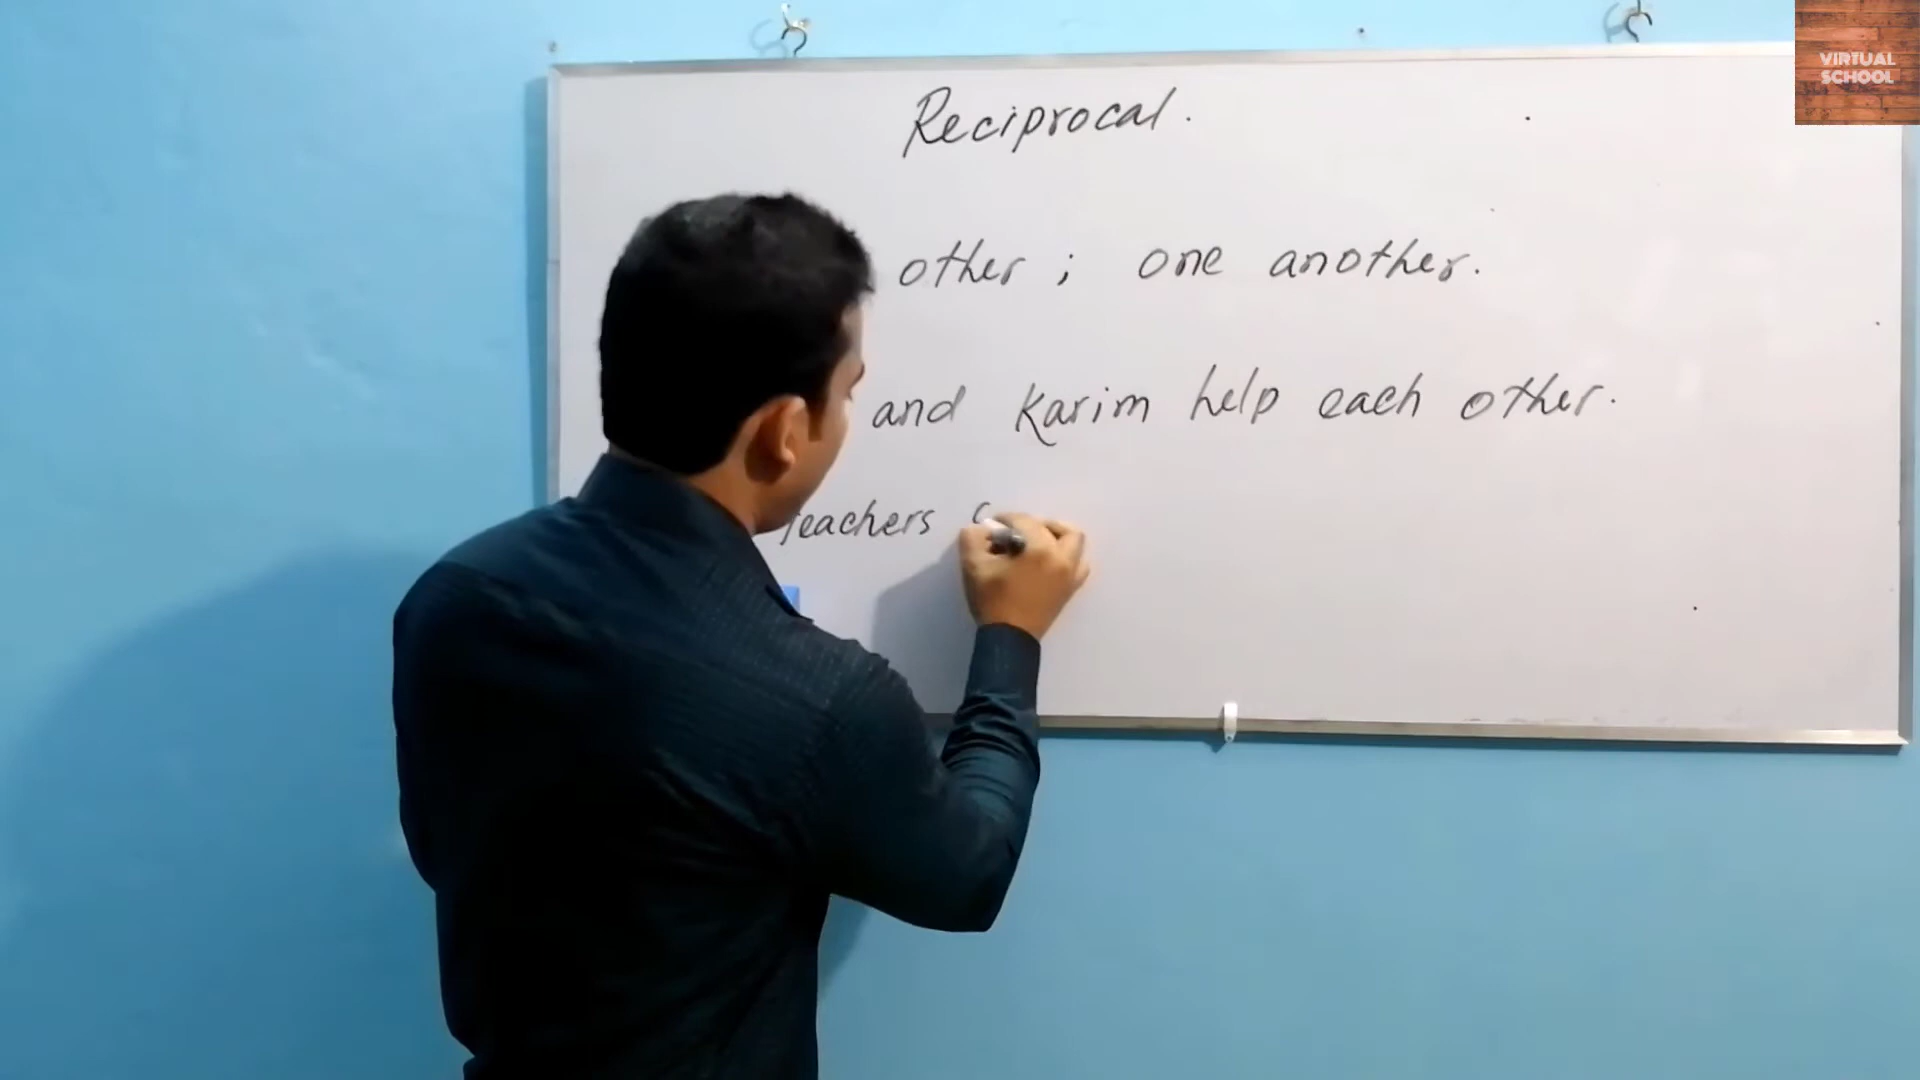 VIRTUAL
SCHOOL
Reciprocal.
other ; one another.
and Karim help each other.
teachers